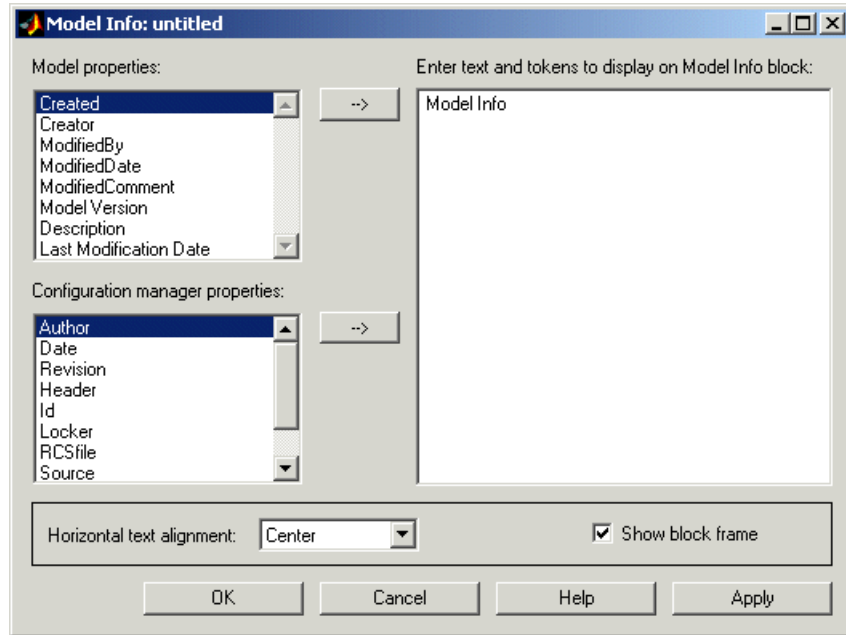 Model Info: untitled
Model properties:
Created
Creator
ModifiedBy
ModifiedDate
ModifiedComment
Model Version
Description
Last Modification Date
-->
Enter text and tokens to display on Model Info block:
Model Info
Configuration manager properties:
Author
Date
Revision
Header
Id
Locker
RCSfile
Source
-->
Horizontal text alignment: Center
Show block frame
OK Cancel Help Apply